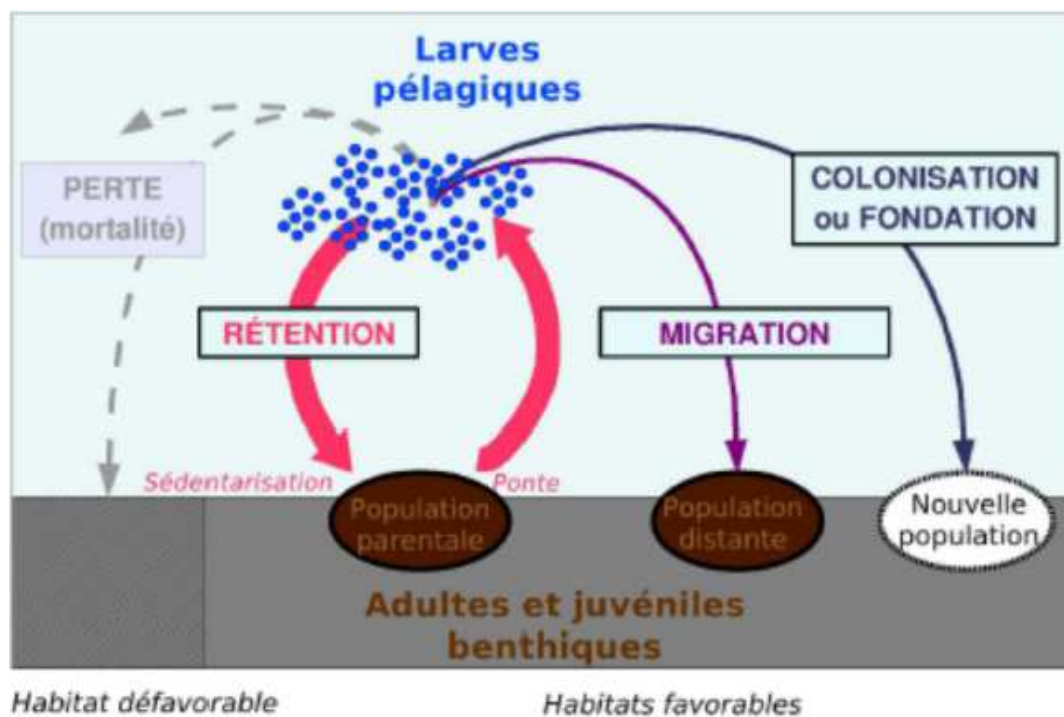 Larves
pélagiques
PERTE
(mortalité)
COLONISATION
ou FONDATION
RÉTENTION
MIGRATION
Sédentarisation
Ponte
Population
parentale
Population
distante
Nouvelle
population
Adultes et juvéniles
benthiques
Habitat défavorable
Habitats favorables